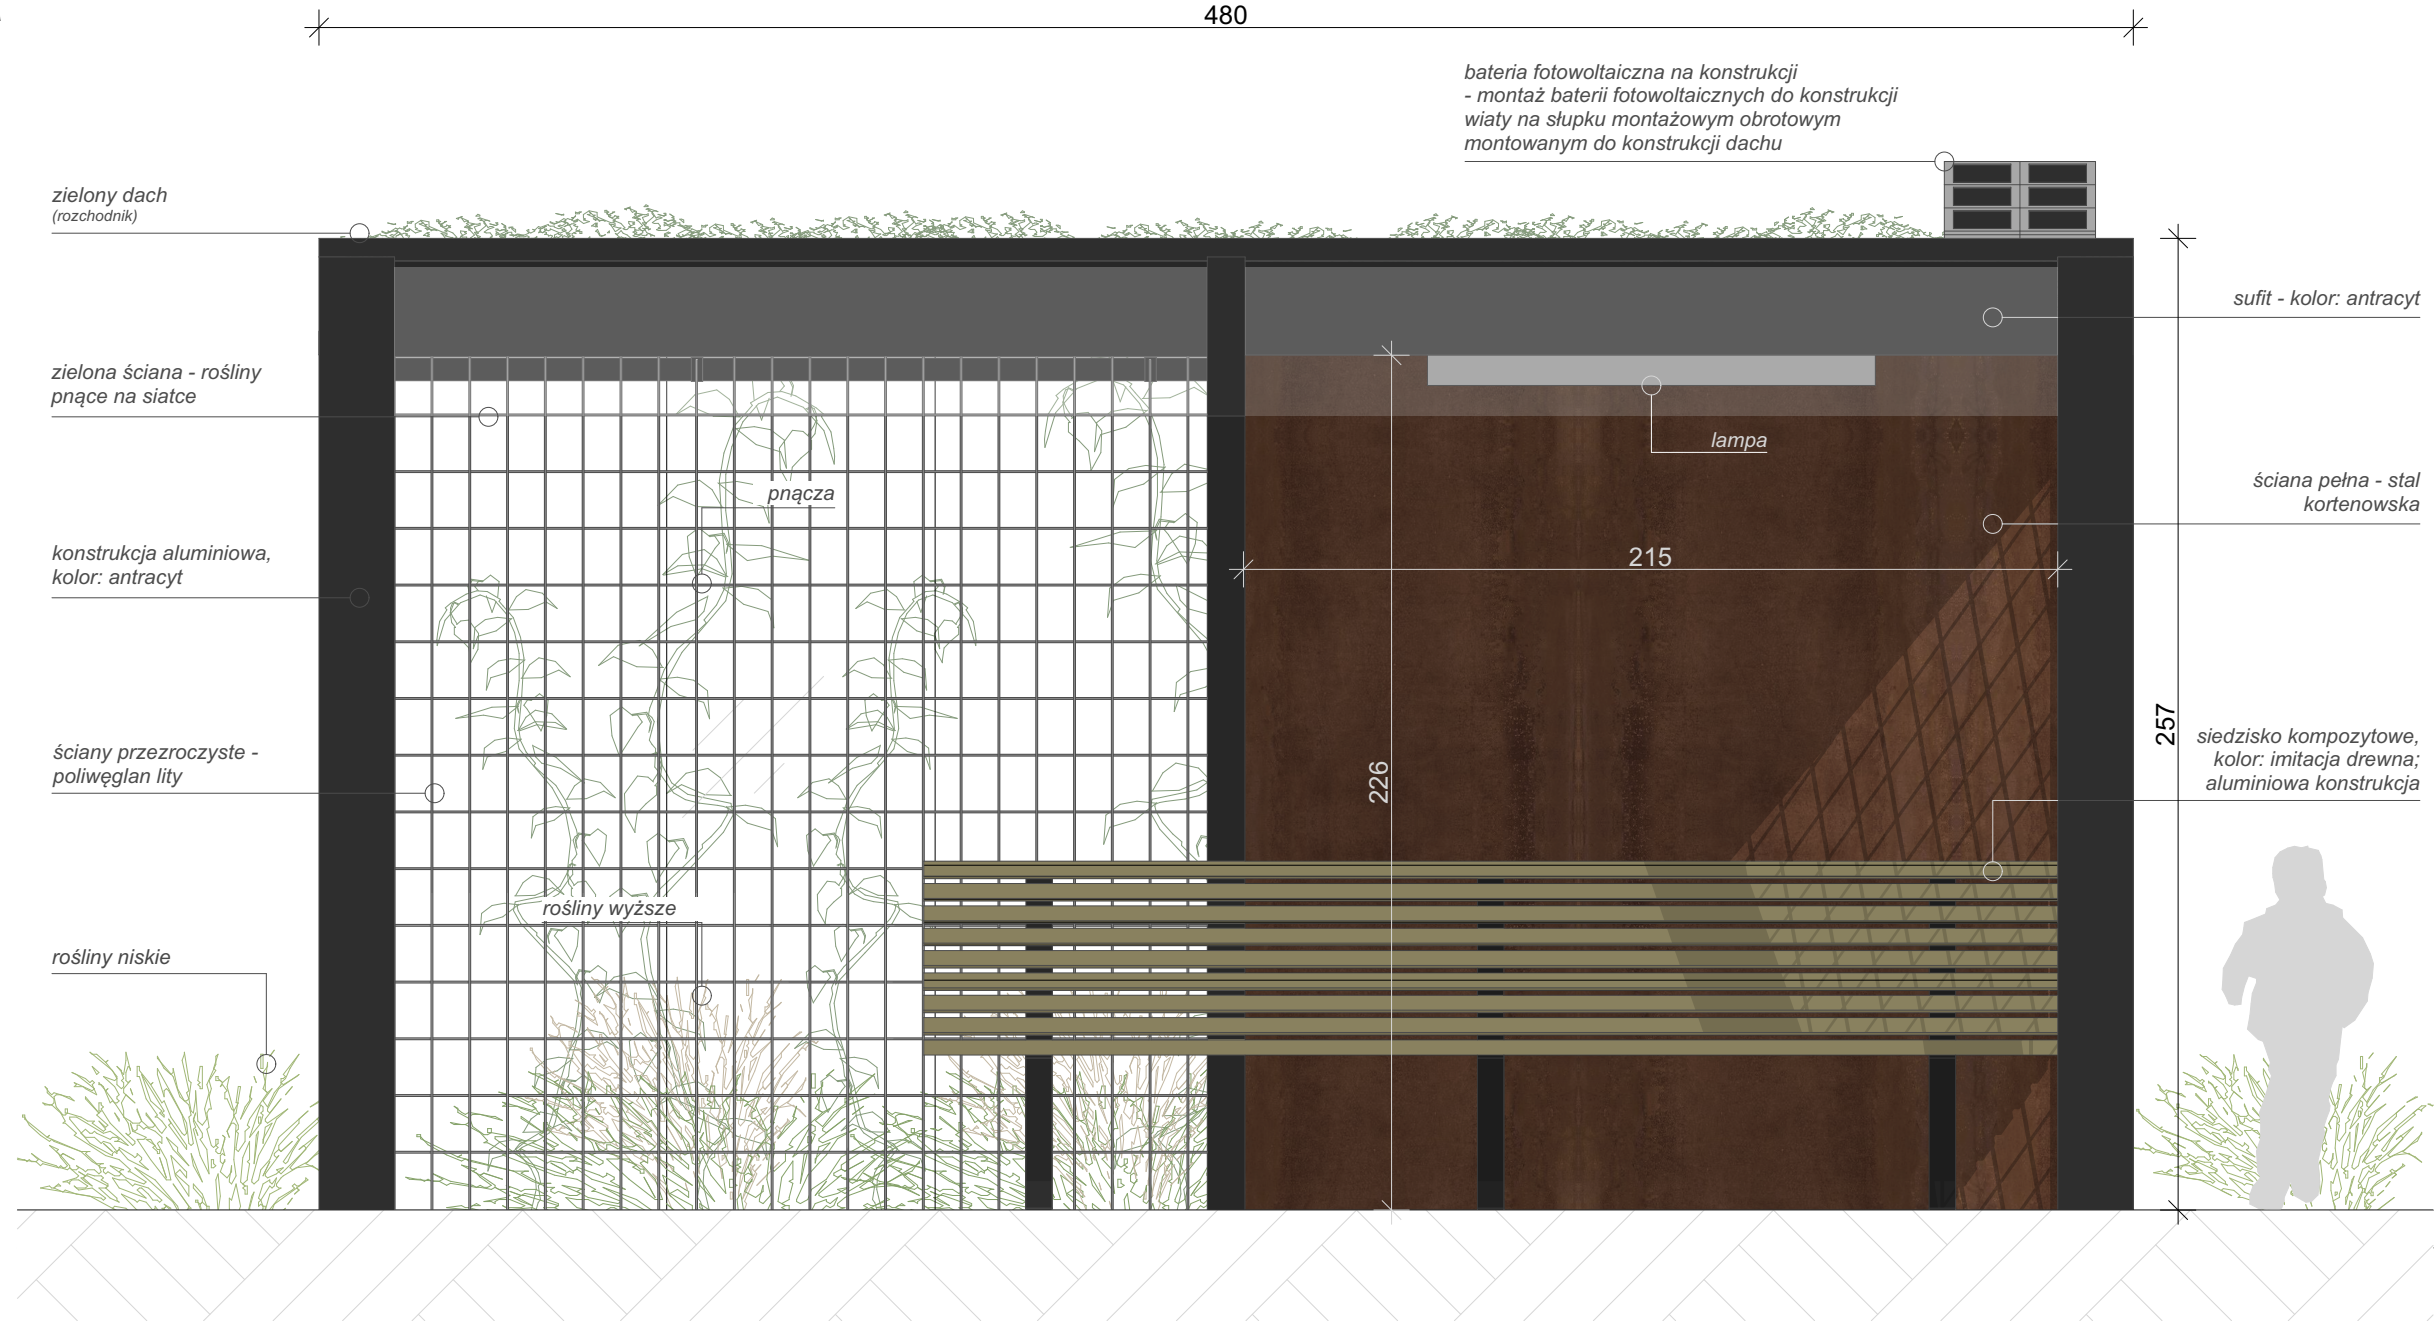 480
bateria fotowoltaiczna na konstrukcji
- montaż baterii fotowoltaicznych do konstrukcji
wiaty na słupku montażowym obrotowym
montowanym do konstrukcji dachu
zielony dach
(rozchodnik)
sufit - kolor: antracyt
zielona ściana - rośliny
pnące na siatce
lampa
pnącza
ściana pełna - stal
kortenowska
konstrukcja aluminiowa,
kolor: antracyt
215
ściany przezroczyste -
poliwęglan lity
226
257
siedzisko kompozytowe,
kolor: imitacja drewna;
aluminiowa konstrukcja
rośliny wyższe
rośliny niskie